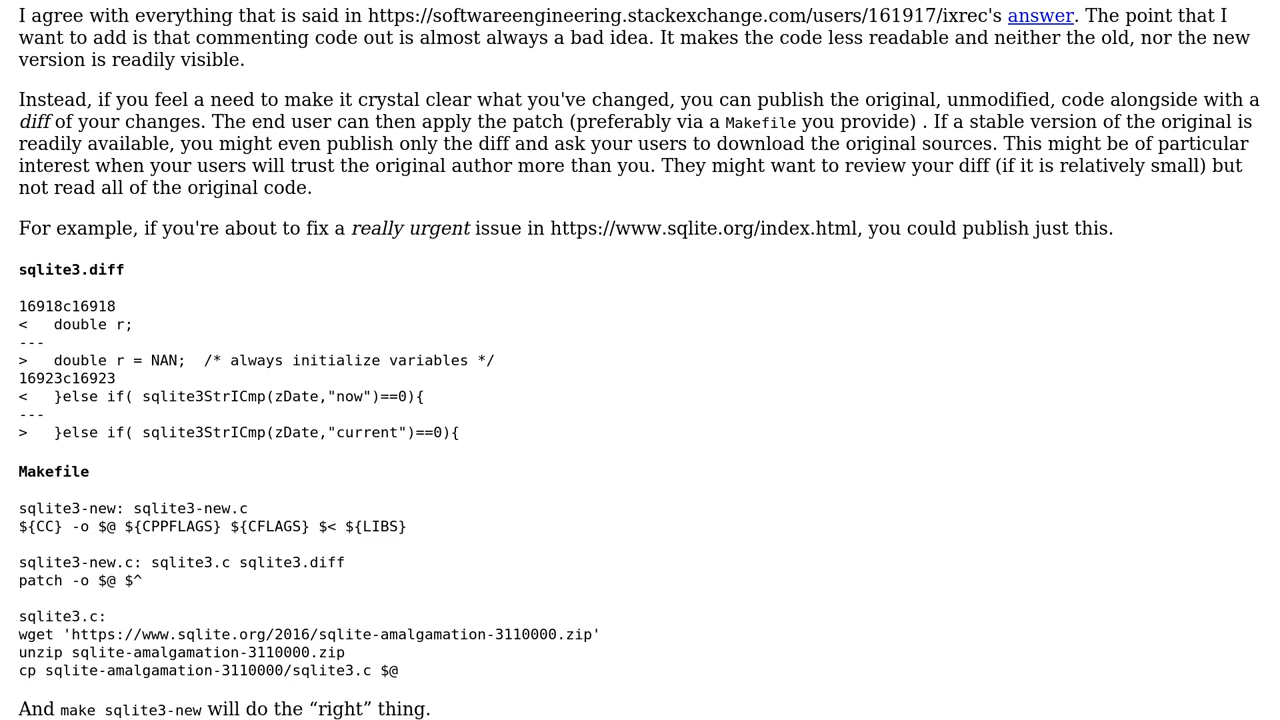 I agree with everything that is said in https://softwareengineering.stackexchange.com/users/161917/ixrec's answer. The point that I
want to add is that commenting code out is almost always a bad idea. It makes the code less readable and neither the old, nor the new
version is readily visible.
Instead, if you feel a need to make it crystal clear what you've changed, you can publish the original, unmodified, code alongside with a
diff of your changes. The end user can then apply the patch (preferably via a Makefile you provide) . If a stable version of the original is
readily available, you might even publish only the diff and ask your users to download the original sources. This might be of particular
interest when your users will trust the original author more than you. They might want to review your diff (if it is relatively small) but
not read all of the original code.
For example, if you're about to fix a really urgent issue in https://www.sqlite.org/index.html, you could publish just this.
sqlite3.diff
16918c16918
<   double r;
---
>   double r = NAN;  /* always initialize variables */
16923c16923
<   }else if( sqlite3StrICmp(zDate,"now")==0){
---
>   }else if( sqlite3StrICmp(zDate,"current")==0){
Makefile
sqlite3-new: sqlite3-new.c
${CC} -o $@ ${CPPFLAGS} ${CFLAGS} $< ${LIBS}
sqlite3-new.c: sqlite3.c sqlite3.diff
patch -o $@ $^
sqlite3.c:
wget 'https://www.sqlite.org/2016/sqlite-amalgamation-3110000.zip'
unzip sqlite-amalgamation-3110000.zip
cp sqlite-amalgamation-3110000/sqlite3.c $@
And make sqlite3-new will do the “right” thing.